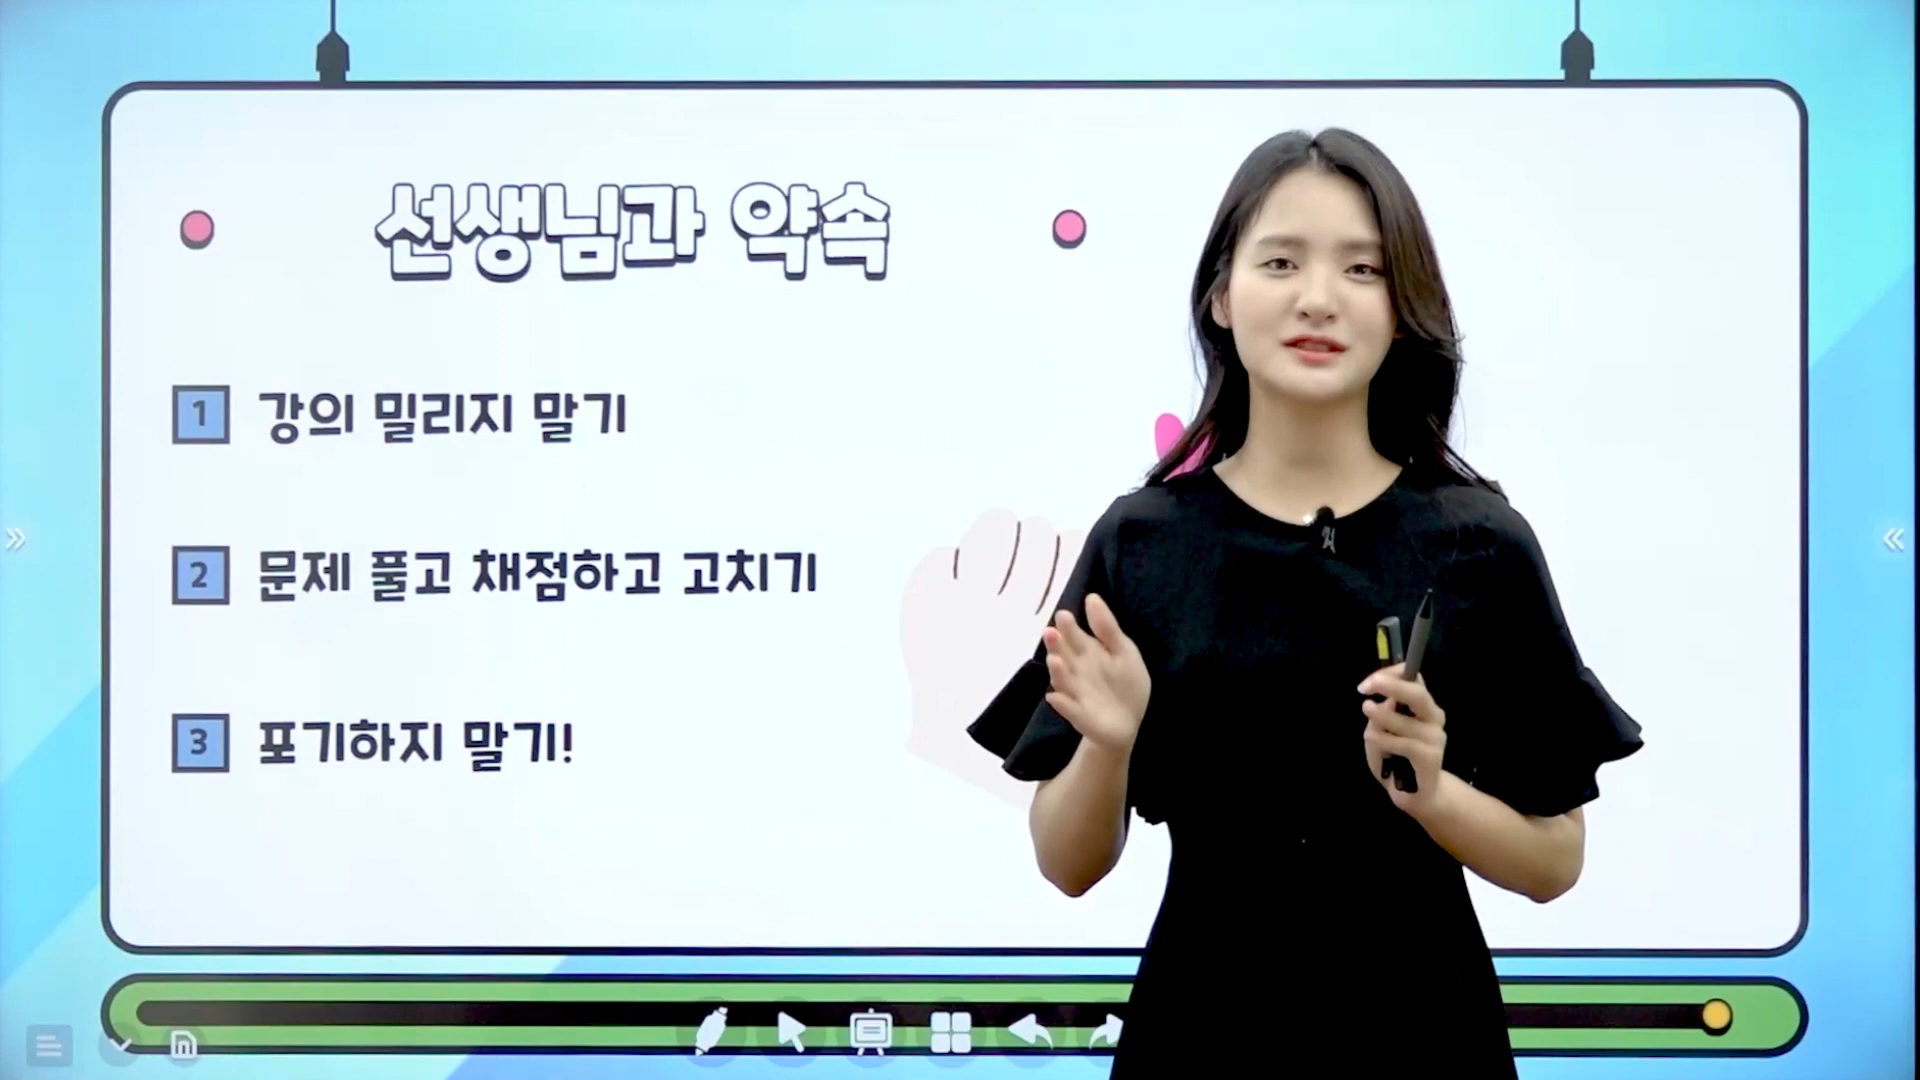 선생님과 약속
1 강의 밀리지 말기
2 문제 풀고 채점하고 고치기
3 포기하지 말기!